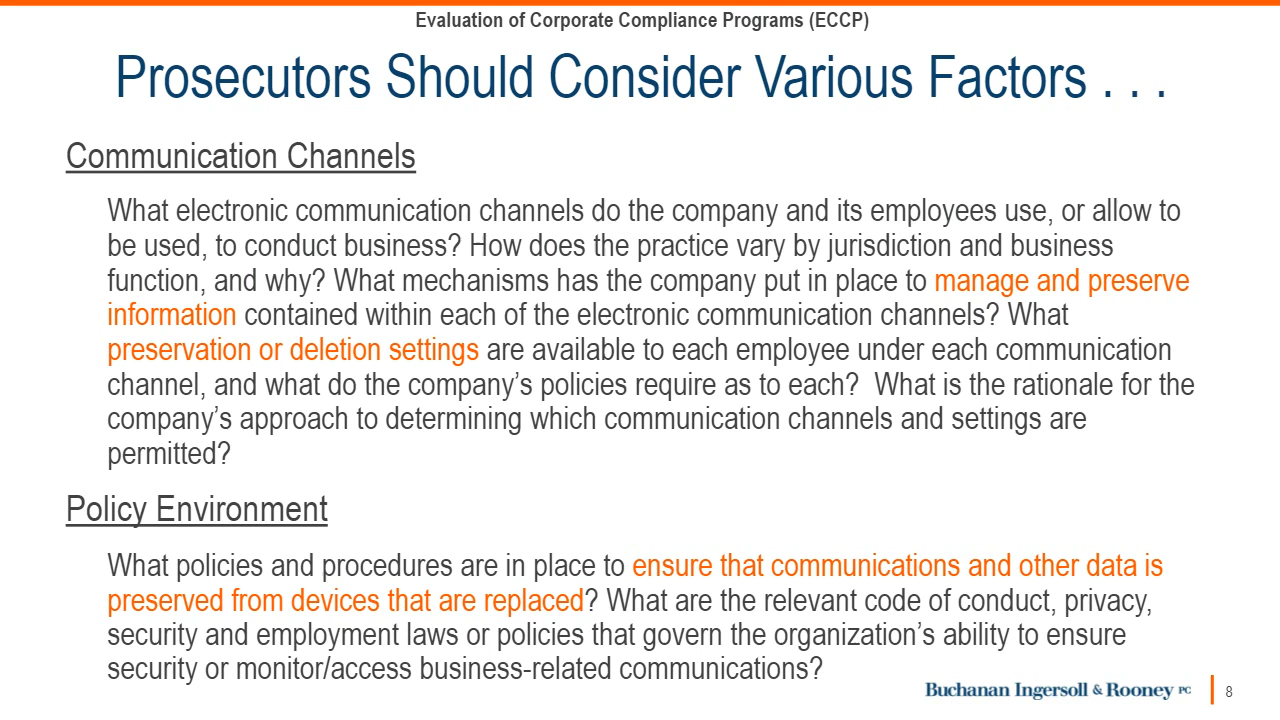 Evaluation of Corporate Compliance Programs (ECCP)
Prosecutors Should Consider Various Factors . . .
Communication Channels
What electronic communication channels do the company and its employees use, or allow to
be used, to conduct business? How does the practice vary by jurisdiction and business
function, and why? What mechanisms has the company put in place to manage and preserve
information contained within each of the electronic communication channels? What
preservation or deletion settings are available to each employee under each communication
channel, and what do the company’s policies require as to each?  What is the rationale for the
company’s approach to determining which communication channels and settings are
permitted?
Policy Environment
What policies and procedures are in place to ensure that communications and other data is
preserved from devices that are replaced? What are the relevant code of conduct, privacy,
security and employment laws or policies that govern the organization’s ability to ensure
security or monitor/access business-related communications?
Buchanan Ingersoll & Rooney PC
8